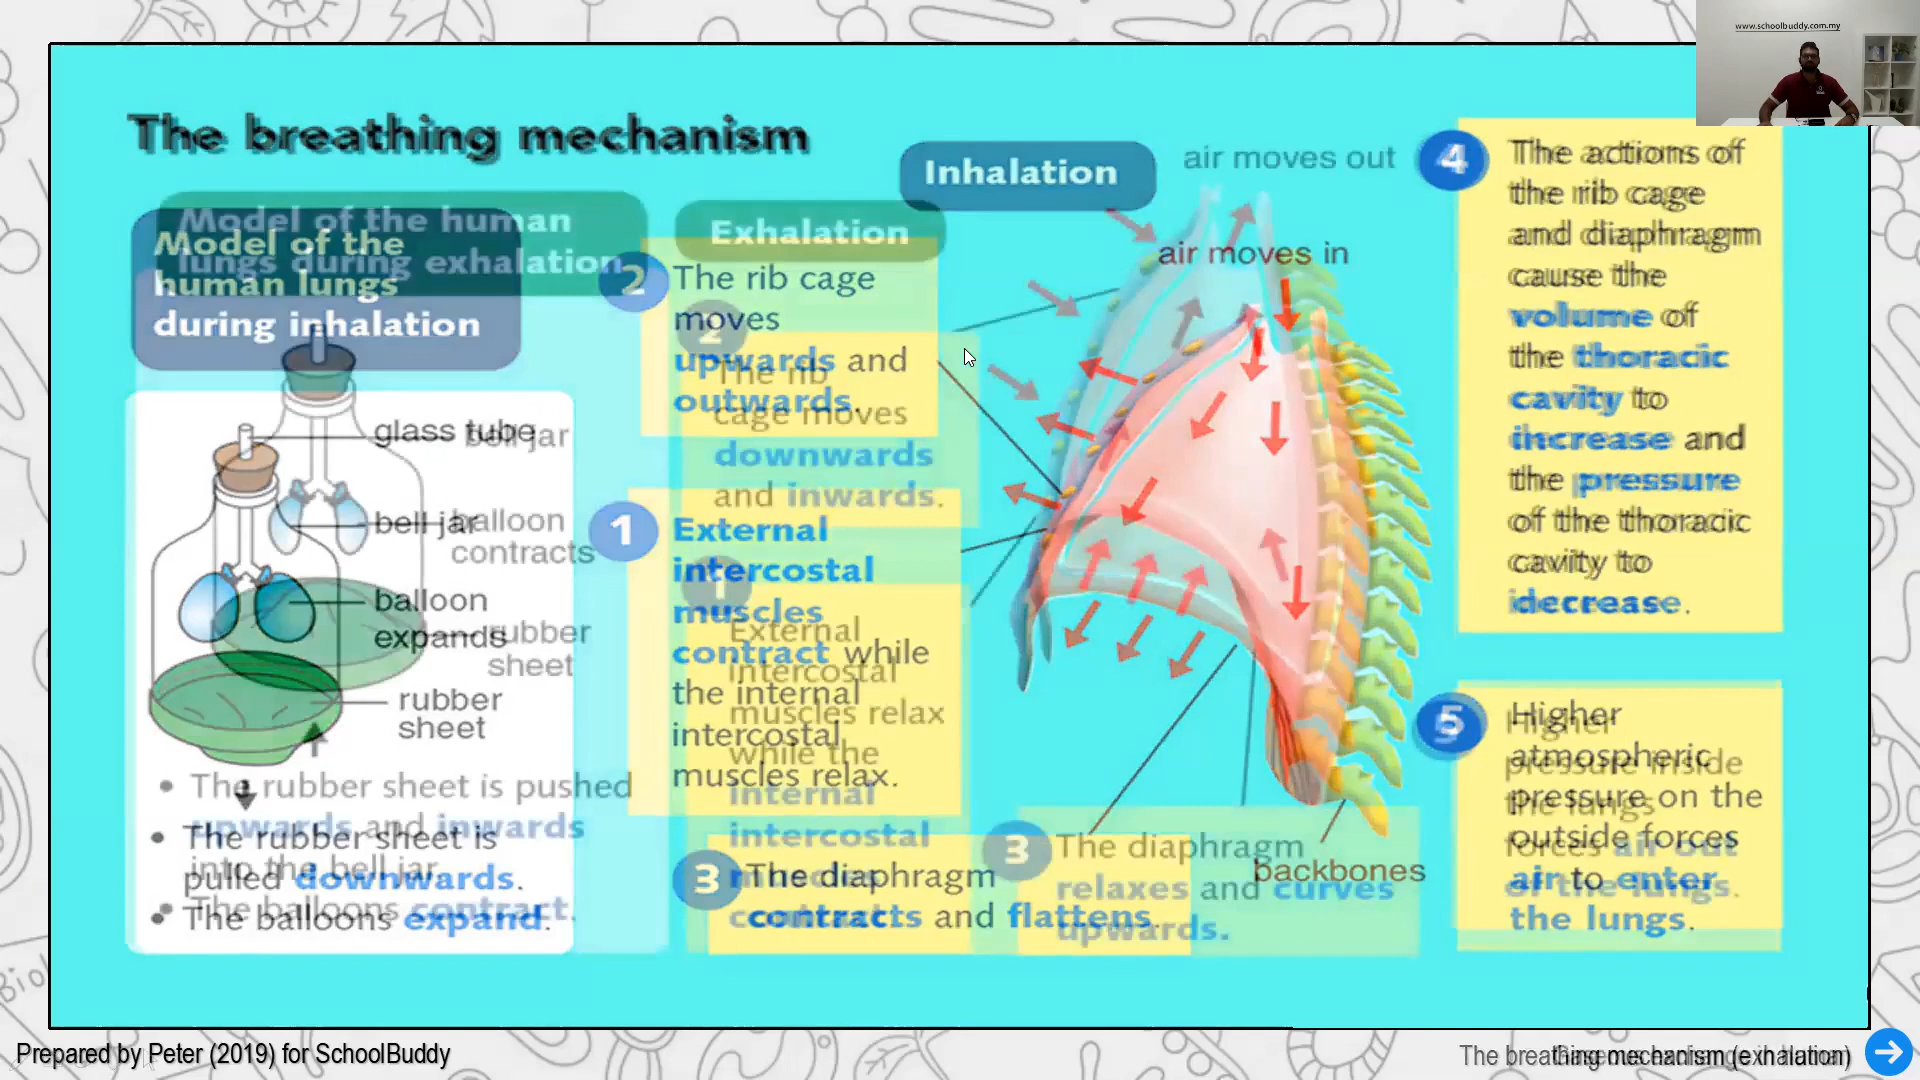 www.schoolbuddy.com.my
The breathing mechanism
Inhalation
air moves out
air moves in
Model of the human
lungs during exhalation
Model of the
human lungs
during inhalation
Exhalation
2
The rib cage
moves
upwards and
outwards.
2
The rib
cage moves
downwards
and inwards.
1
External
intercostal
muscles
contract while
the internal
intercostal
muscles relax.
1
External
intercostal
muscles relax
while the
internal
intercostal
glass tube
bell jar
bell jar
balloon
contracts
balloon
expands
rubber
sheet
rubber
sheet
• The rubber sheet is pushed
upwards and inwards
into the bell jar.
• The balloons contract.
• The rubber sheet is
pulled downwards.
• The balloons expand.
3
The diaphragm
contracts and flattens.
3
The diaphragm
relaxes and curves
upwards.
backbones
4
The actions of
the rib cage
and diaphragm
cause the
volume of
the thoracic
cavity to
increase and
the pressure
of the thoracic
cavity to
decrease.
5
Higher
atmospheric
pressure on the
outside forces
air to enter
the lungs.
Higher
pressure inside
the lungs
forces air out
of the lungs.
Prepared by Peter (2019) for SchoolBuddy
The breathing mechanism (exhalation)